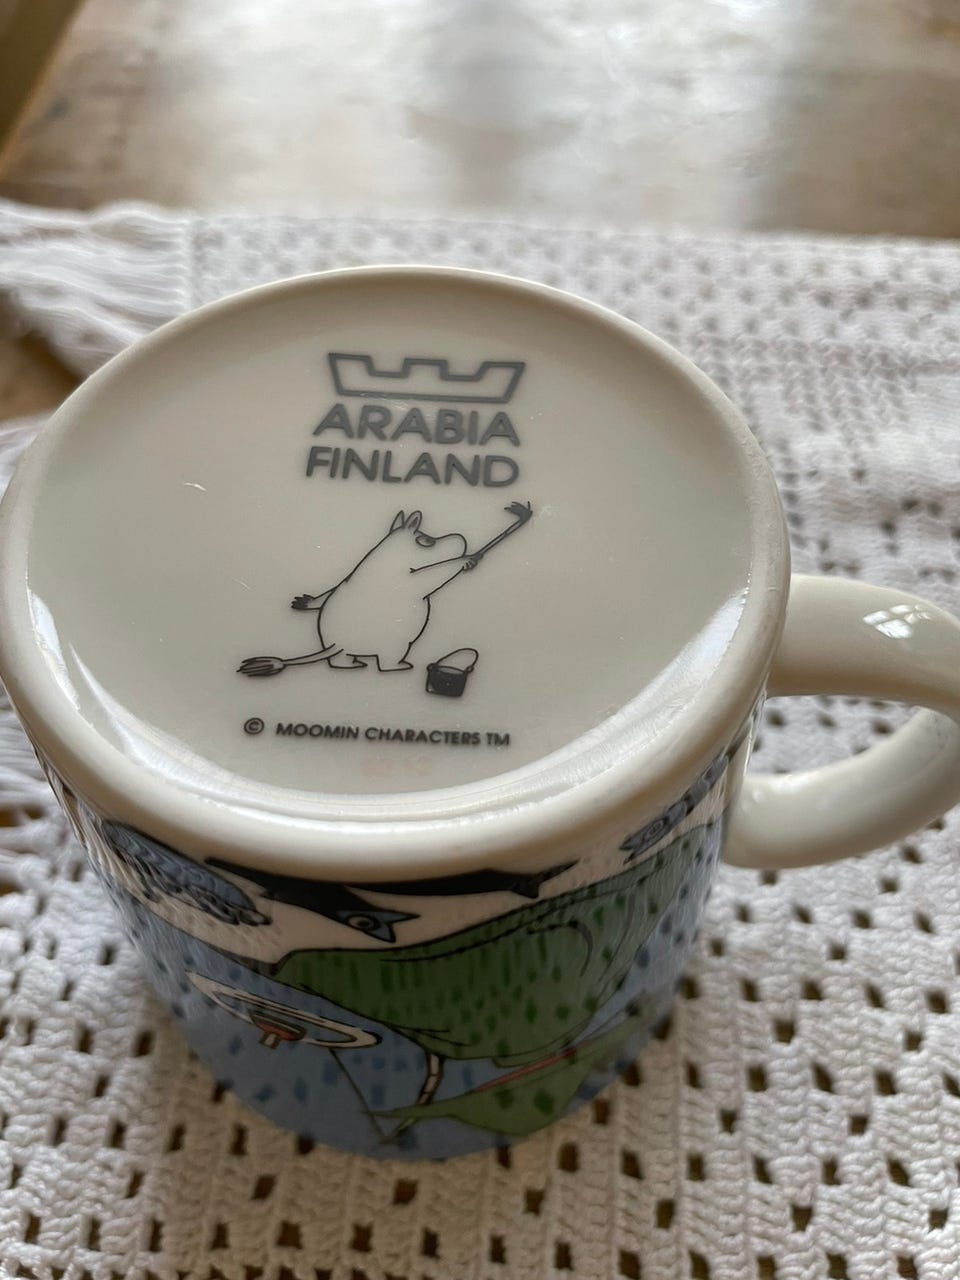 ARABIA
FINLAND
© MOOMIN CHARACTERS ™